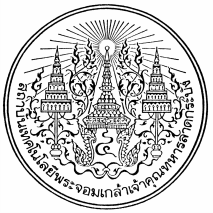 สถาบันเทคโนโลยีพระจอมเกล้าเจ้าคุณทหารลาดกระบัง